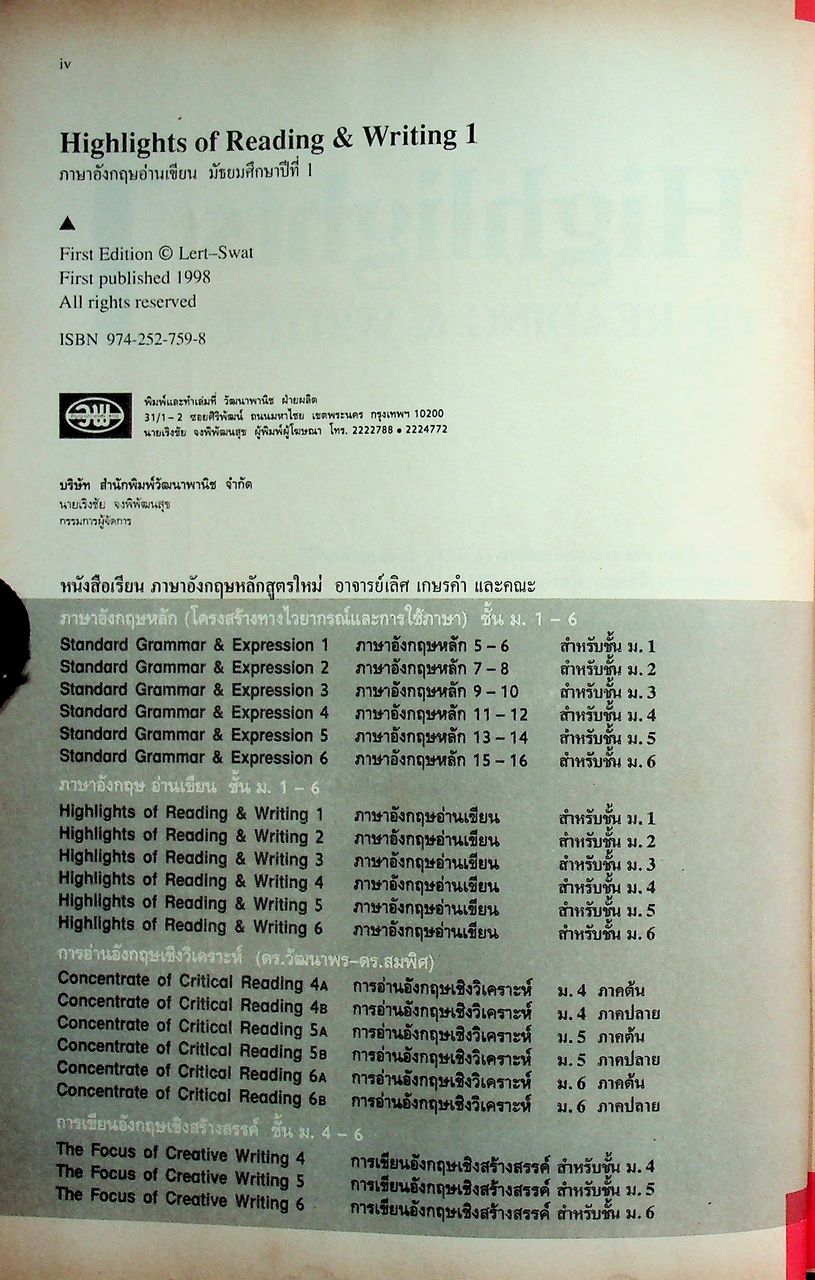 iv
Highlights of Reading & Writing 1
ภาษาอังกฤษอ่านเขียน มัธยมศึกษาปีที่ 1
First Edition © Lert–Swat
First published 1998
All rights reserved
ISBN 974-252-759-8
วพ
พิมพ์และทำเล่มที่ วัฒนาพานิช ฝ่ายผลิต
31/1–2 ซอยศิริพัฒน์ ถนนมหาไชย เขตพระนคร กรุงเทพฯ 10200
นายเริงชัย จงพิพัฒนสุข ผู้พิมพ์ผู้โฆษณา โทร. 2222788 • 2224772
บริษัท สำนักพิมพ์วัฒนาพานิช จำกัด
นายเริงชัย จงพิพัฒนสุข
กรรมการผู้จัดการ
หนังสือเรียน ภาษาอังกฤษหลักสูตรใหม่ อาจารย์เลิศ เกษรคำ และคณะ
ภาษาอังกฤษหลัก (โครงสร้างทางไวยากรณ์และการใช้ภาษา) ชั้น ม. 1 – 6
Standard Grammar & Expression 1 ภาษาอังกฤษหลัก 5 – 6 สำหรับชั้น ม. 1
Standard Grammar & Expression 2 ภาษาอังกฤษหลัก 7 – 8 สำหรับชั้น ม. 2
Standard Grammar & Expression 3 ภาษาอังกฤษหลัก 9 – 10 สำหรับชั้น ม. 3
Standard Grammar & Expression 4 ภาษาอังกฤษหลัก 11 – 12 สำหรับชั้น ม. 4
Standard Grammar & Expression 5 ภาษาอังกฤษหลัก 13 – 14 สำหรับชั้น ม. 5
Standard Grammar & Expression 6 ภาษาอังกฤษหลัก 15 – 16 สำหรับชั้น ม. 6
ภาษาอังกฤษ อ่านเขียน ชั้น ม. 1 – 6
Highlights of Reading & Writing 1 ภาษาอังกฤษอ่านเขียน สำหรับชั้น ม. 1
Highlights of Reading & Writing 2 ภาษาอังกฤษอ่านเขียน สำหรับชั้น ม. 2
Highlights of Reading & Writing 3 ภาษาอังกฤษอ่านเขียน สำหรับชั้น ม. 3
Highlights of Reading & Writing 4 ภาษาอังกฤษอ่านเขียน สำหรับชั้น ม. 4
Highlights of Reading & Writing 5 ภาษาอังกฤษอ่านเขียน สำหรับชั้น ม. 5
Highlights of Reading & Writing 6 ภาษาอังกฤษอ่านเขียน สำหรับชั้น ม. 6
การอ่านอังกฤษเชิงวิเคราะห์ (ดร.วัฒนาพร–ดร.สมพิศ)
Concentrate of Critical Reading 4A การอ่านอังกฤษเชิงวิเคราะห์ ม. 4 ภาคต้น
Concentrate of Critical Reading 4B การอ่านอังกฤษเชิงวิเคราะห์ ม. 4 ภาคปลาย
Concentrate of Critical Reading 5A การอ่านอังกฤษเชิงวิเคราะห์ ม. 5 ภาคต้น
Concentrate of Critical Reading 5B การอ่านอังกฤษเชิงวิเคราะห์ ม. 5 ภาคปลาย
Concentrate of Critical Reading 6A การอ่านอังกฤษเชิงวิเคราะห์ ม. 6 ภาคต้น
Concentrate of Critical Reading 6B การอ่านอังกฤษเชิงวิเคราะห์ ม. 6 ภาคปลาย
การเขียนอังกฤษเชิงสร้างสรรค์ ชั้น ม. 4 – 6
The Focus of Creative Writing 4 การเขียนอังกฤษเชิงสร้างสรรค์ สำหรับชั้น ม. 4
The Focus of Creative Writing 5 การเขียนอังกฤษเชิงสร้างสรรค์ สำหรับชั้น ม. 5
The Focus of Creative Writing 6 การเขียนอังกฤษเชิงสร้างสรรค์ สำหรับชั้น ม. 6